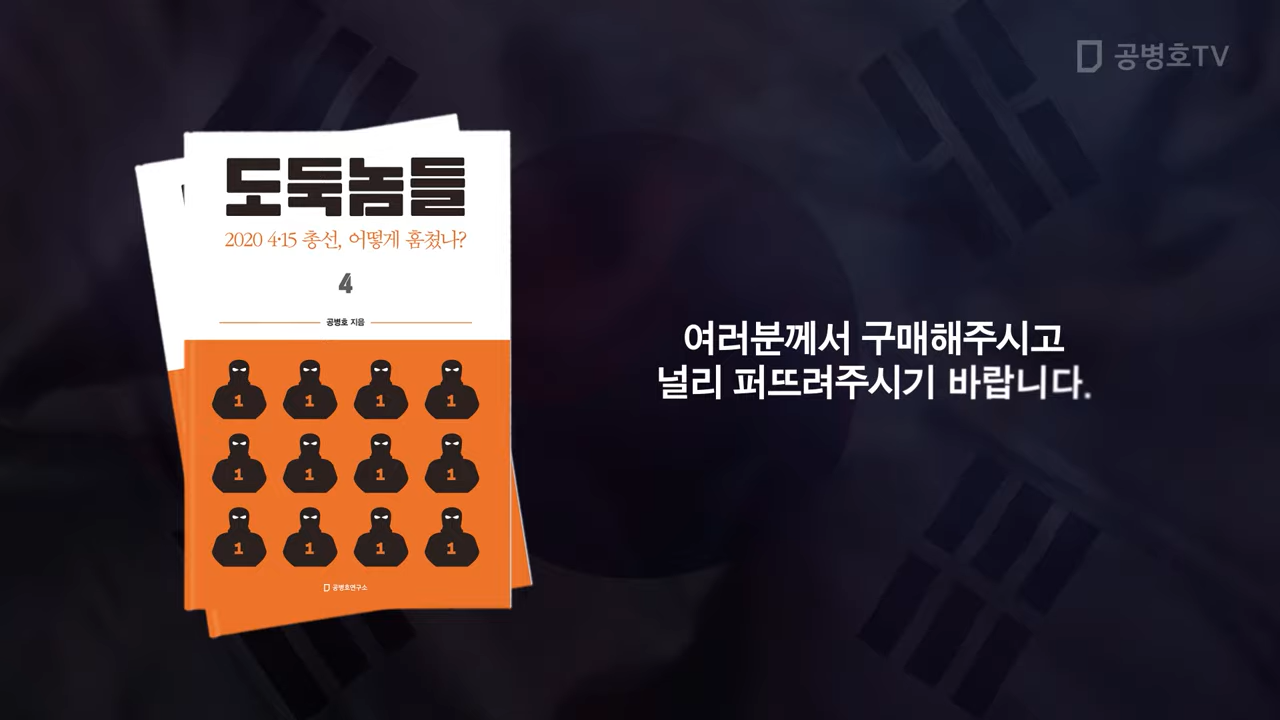 공병호TV
도둑놈들
2020 4·15 총선, 어떻게 훔쳤나?
4
공병호 지음
1 1 1 1
1 1 1 1
1 1 1 1
공병호연구소
여러분께서 구매해주시고
널리 퍼뜨려주시기 바랍니다.